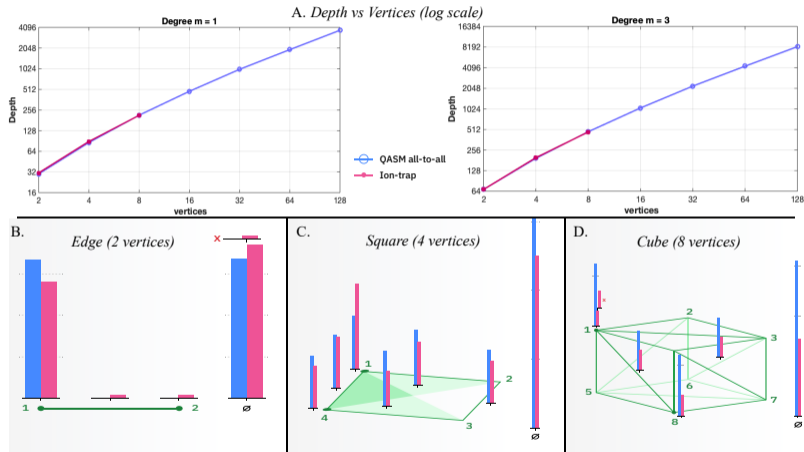 A. Depth vs Vertices (log scale)
Degree m = 1
4096
2048
1024
512
256
128
64
32
16
2
4
8
16
32
64
128
Depth
vertices
QASM all-to-all
Ion-trap
Degree m = 3
16384
8192
4096
2048
1024
512
256
128
64
2
4
8
16
32
64
128
Depth
vertices
B.
Edge (2 vertices)
×
1
2
ø
C.
Square (4 vertices)
1
2
3
4
ø
D.
Cube (8 vertices)
×
1
2
3
5
6
7
8
ø